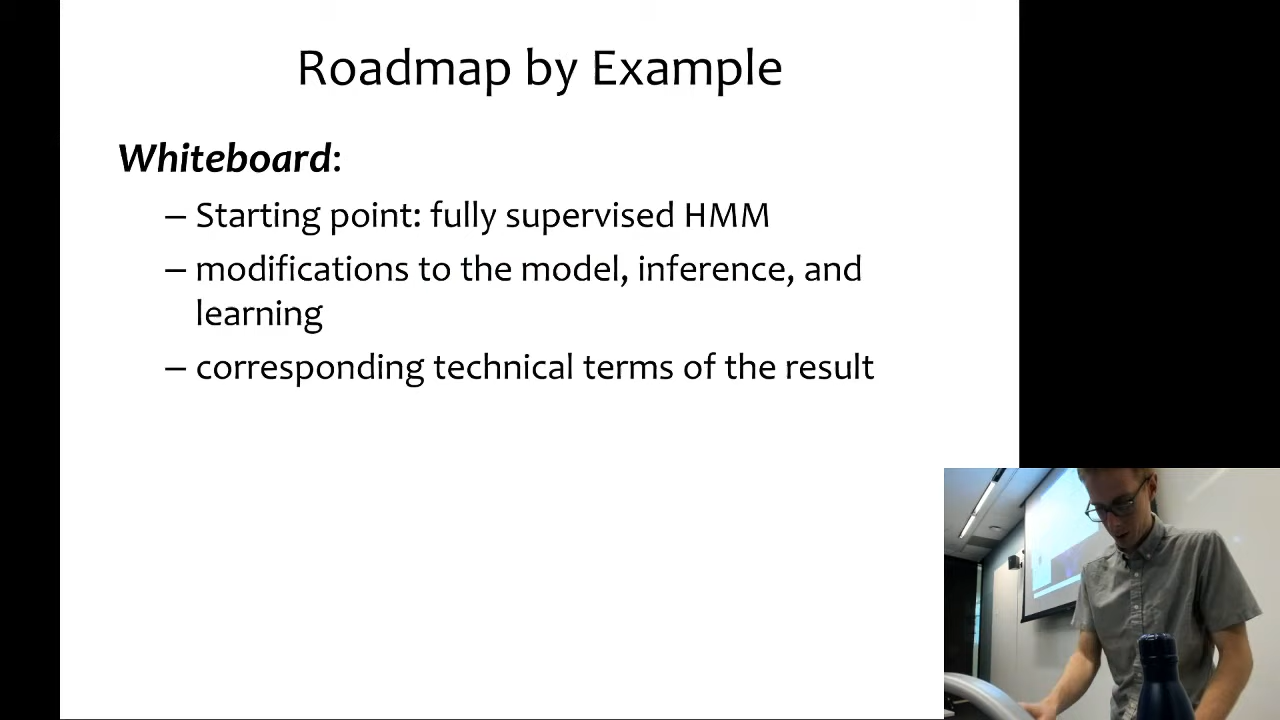 Roadmap by Example
Whiteboard:
– Starting point: fully supervised HMM
– modifications to the model, inference, and
learning
– corresponding technical terms of the result